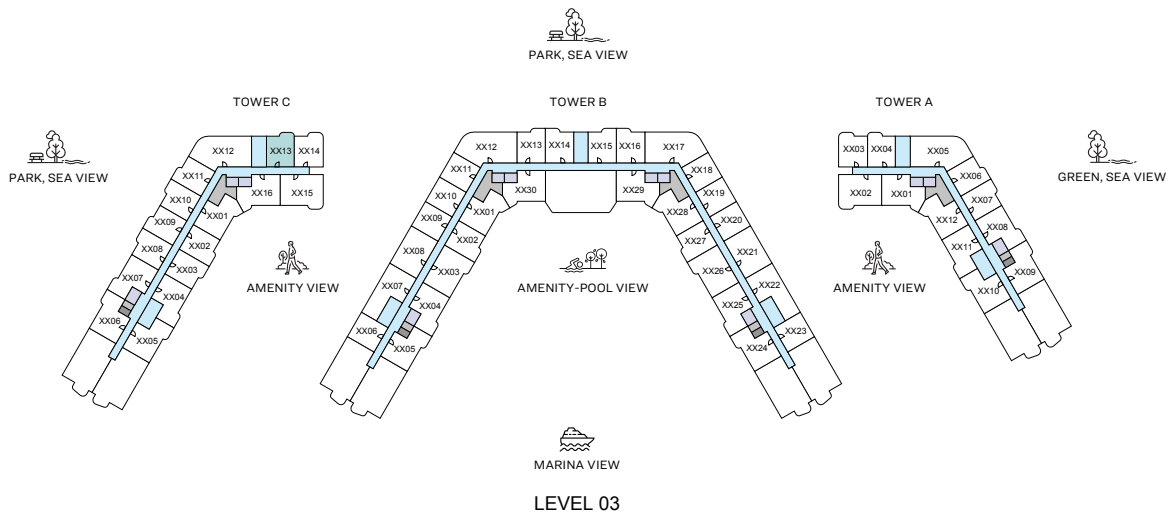 PARK, SEA VIEW
TOWER C
TOWER B
TOWER A
PARK, SEA VIEW
GREEN, SEA VIEW
XX12
XX13
XX14
XX11
XX16
XX15
XX10
XX01
XX09
XX02
XX08
XX03
XX07
XX04
XX06
XX05
XX12
XX13
XX14
XX15
XX16
XX17
XX11
XX30
XX29
XX18
XX10
XX01
XX28
XX19
XX09
XX02
XX27
XX20
XX08
XX03
XX26
XX21
XX07
XX04
XX25
XX22
XX06
XX05
XX24
XX23
XX03
XX04
XX05
XX02
XX01
XX06
XX12
XX07
XX11
XX08
XX10
XX09
AMENITY VIEW
AMENITY-POOL VIEW
AMENITY VIEW
MARINA VIEW
LEVEL 03